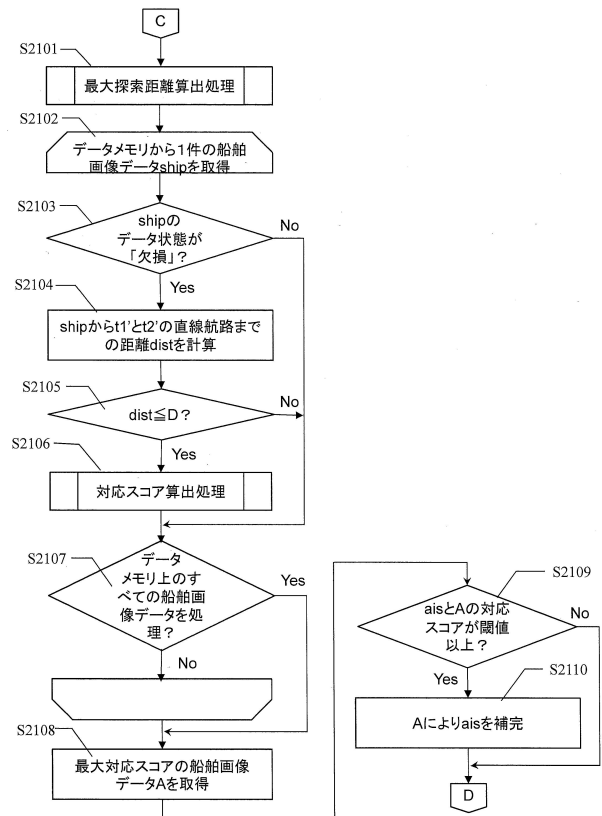 C
S2101
最大探索距離算出処理
S2102
データメモリから1件の船舶
画像データshipを取得
S2103
shipの
データ状態が
「欠損」？
No
Yes
S2104
shipからt1'とt2'の直線航路まで
の距離distを計算
S2105
dist≦D？
No
Yes
S2106
対応スコア算出処理
S2107
データ
メモリ上のす
べての船舶画
像データを処
理？
Yes
No
S2108
最大対応スコアの船舶画像
データAを取得
S2109
aisとAの対応
スコアが閾値
以上？
No
Yes
S2110
Aによりaisを補完
D